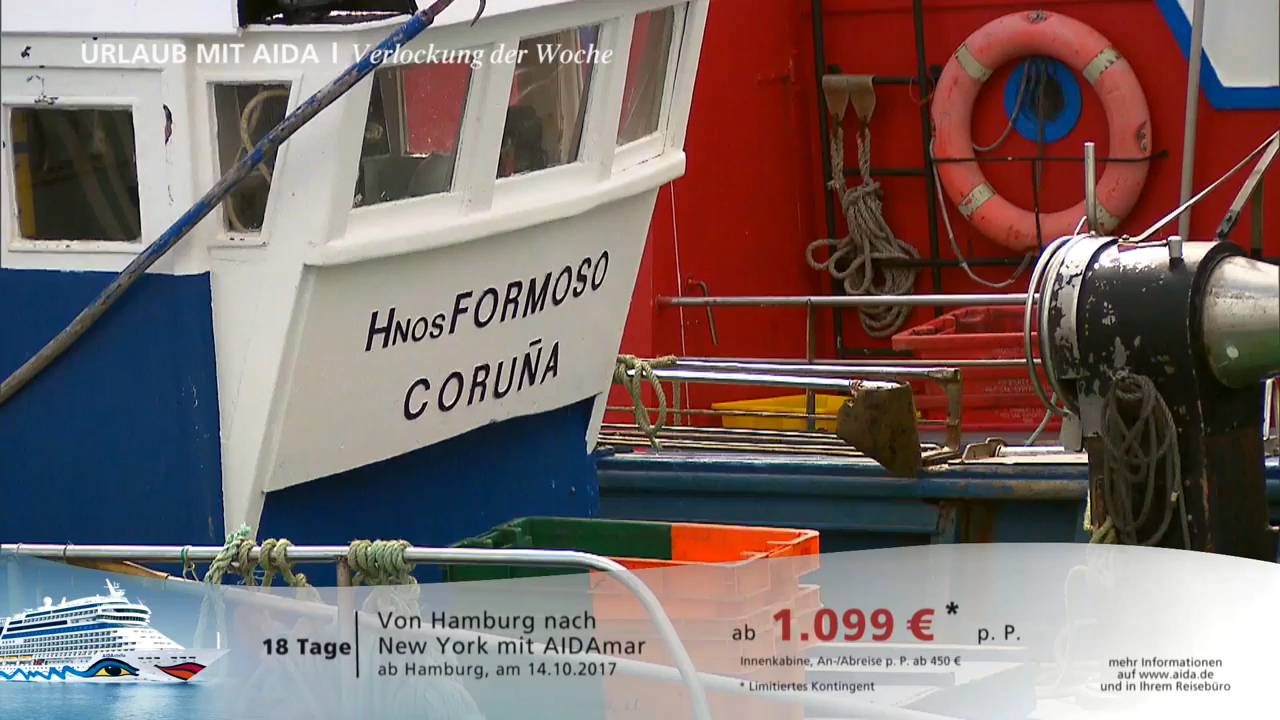 URLAUB MIT AIDA | Verlockung der Woche
HNOS FORMOSO
CORUÑA
18 Tage
Von Hamburg nach
New York mit AIDAmar
ab Hamburg, am 14.10.2017
ab 1.099 €* p. P.
Innenkabine, An-/Abreise p. P. ab 450 €
* Limitiertes Kontingent
mehr Informationen
auf www.aida.de
und in Ihrem Reisebüro